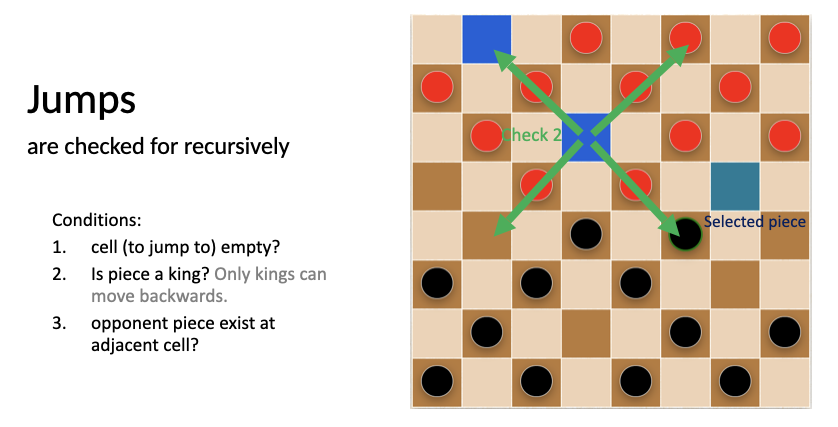 Jumps
are checked for recursively
Conditions:
1. cell (to jump to) empty?
2. Is piece a king? Only kings can
move backwards.
3. opponent piece exist at
adjacent cell?
Check 2
Selected piece